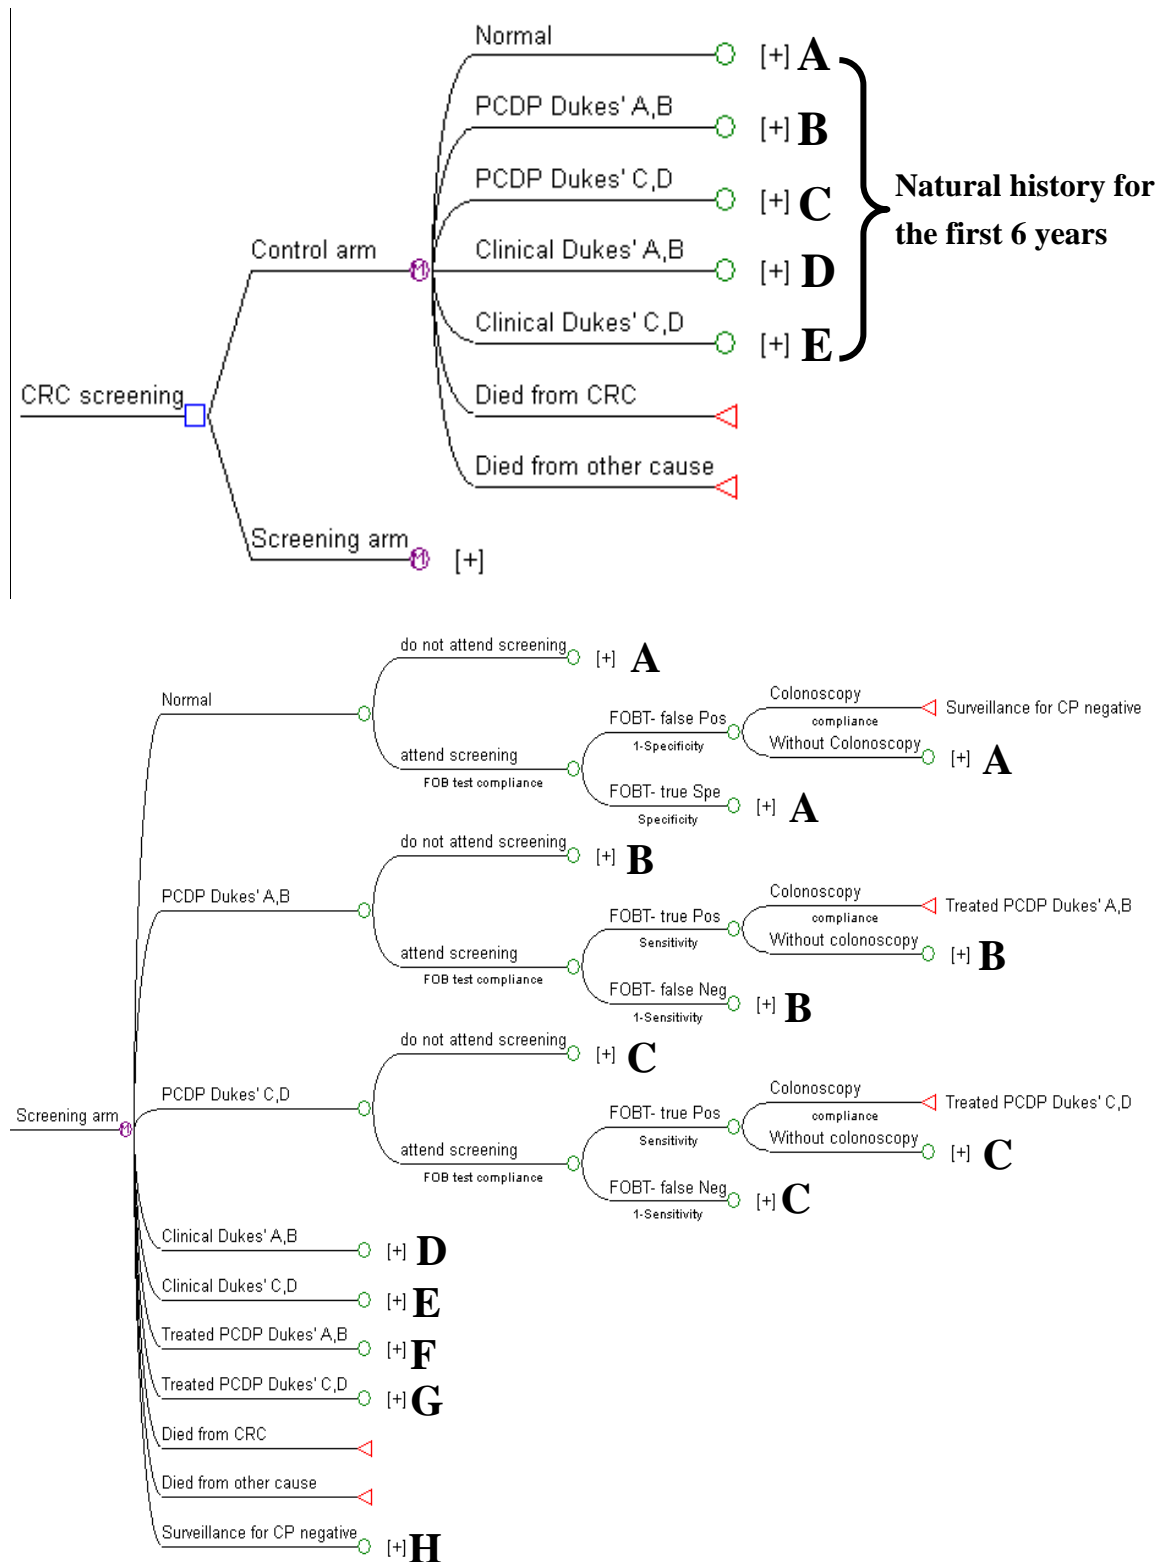 Normal
[+] A
PCDP Dukes' A,B
[+] B
PCDP Dukes' C,D
[+] C
Natural history for
the first 6 years
Control arm
M
Clinical Dukes' A,B
[+] D
Clinical Dukes' C,D
[+] E
CRC screening
Died from CRC
Died from other cause
Screening arm
M
[+]
do not attend screening
[+] A
Normal
Colonoscopy
compliance
Surveillance for CP negative
FOBT- false Pos
1-Specificity
Without Colonoscopy
[+] A
attend screening
FOB test compliance
FOBT- true Spe
Specificity
[+] A
do not attend screening
[+] B
PCDP Dukes' A,B
Colonoscopy
compliance
Treated PCDP Dukes' A,B
FOBT- true Pos
Sensitivity
Without colonoscopy
[+] B
attend screening
FOB test compliance
FOBT- false Neg
1-Sensitivity
[+] B
do not attend screening
[+] C
PCDP Dukes' C,D
Colonoscopy
compliance
Treated PCDP Dukes' C,D
FOBT- true Pos
Sensitivity
Without colonoscopy
[+] C
attend screening
FOB test compliance
FOBT- false Neg
1-Sensitivity
[+] C
Screening arm
M
Clinical Dukes' A,B
[+] D
Clinical Dukes' C,D
[+] E
Treated PCDP Dukes' A,B
[+] F
Treated PCDP Dukes' C,D
[+] G
Died from CRC
Died from other cause
Surveillance for CP negative
[+] H